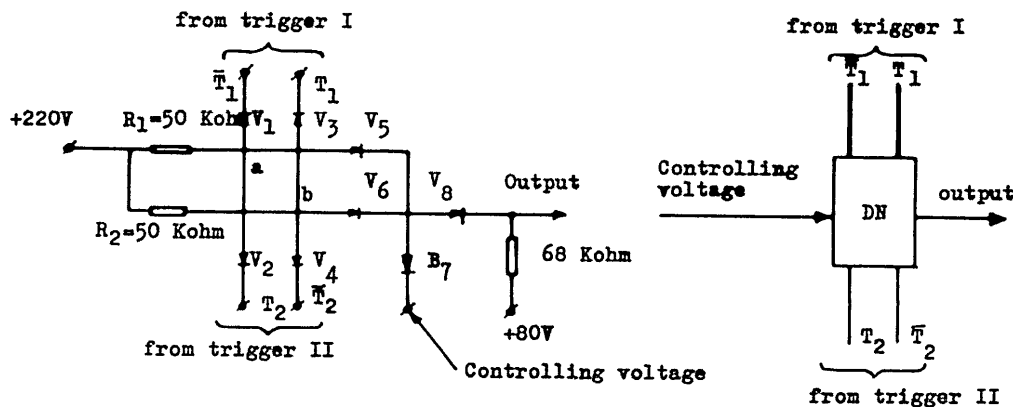 from trigger I
T̅₁ T₁
+220V R₁=50 Kohm V₁ V₃ V₅
a
b V₆ V₈ Output
R₂=50 Kohm
V₂ V₄ B₇ 68 Kohm
T₂ T̅₂
+80V
from trigger II
Controlling voltage
from trigger I
T̅₁ T₁
Controlling
voltage
DN
output
T₂ T̅₂
from trigger II